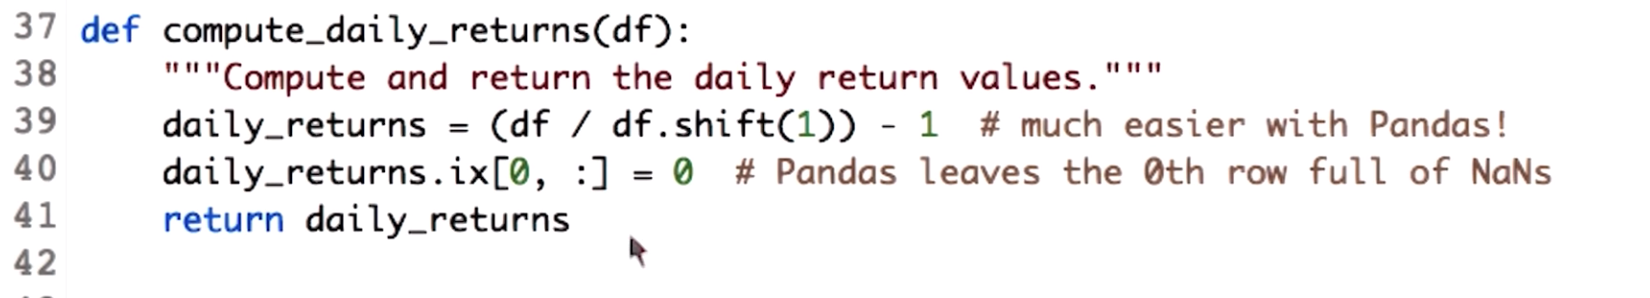 37 def compute_daily_returns(df):
38     """Compute and return the daily return values."""
39     daily_returns = (df / df.shift(1)) - 1  # much easier with Pandas!
40     daily_returns.ix[0, :] = 0  # Pandas leaves the 0th row full of NaNs
41     return daily_returns
42